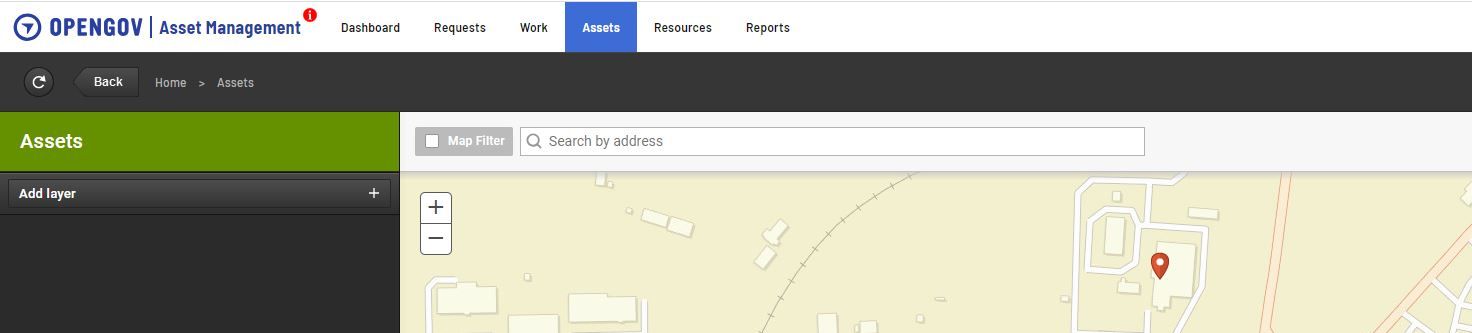 OPENGOV | Asset Management i Dashboard Requests Work Assets Resources Reports
Back Home > Assets
Assets
Map Filter Search by address
Add layer +
+
−